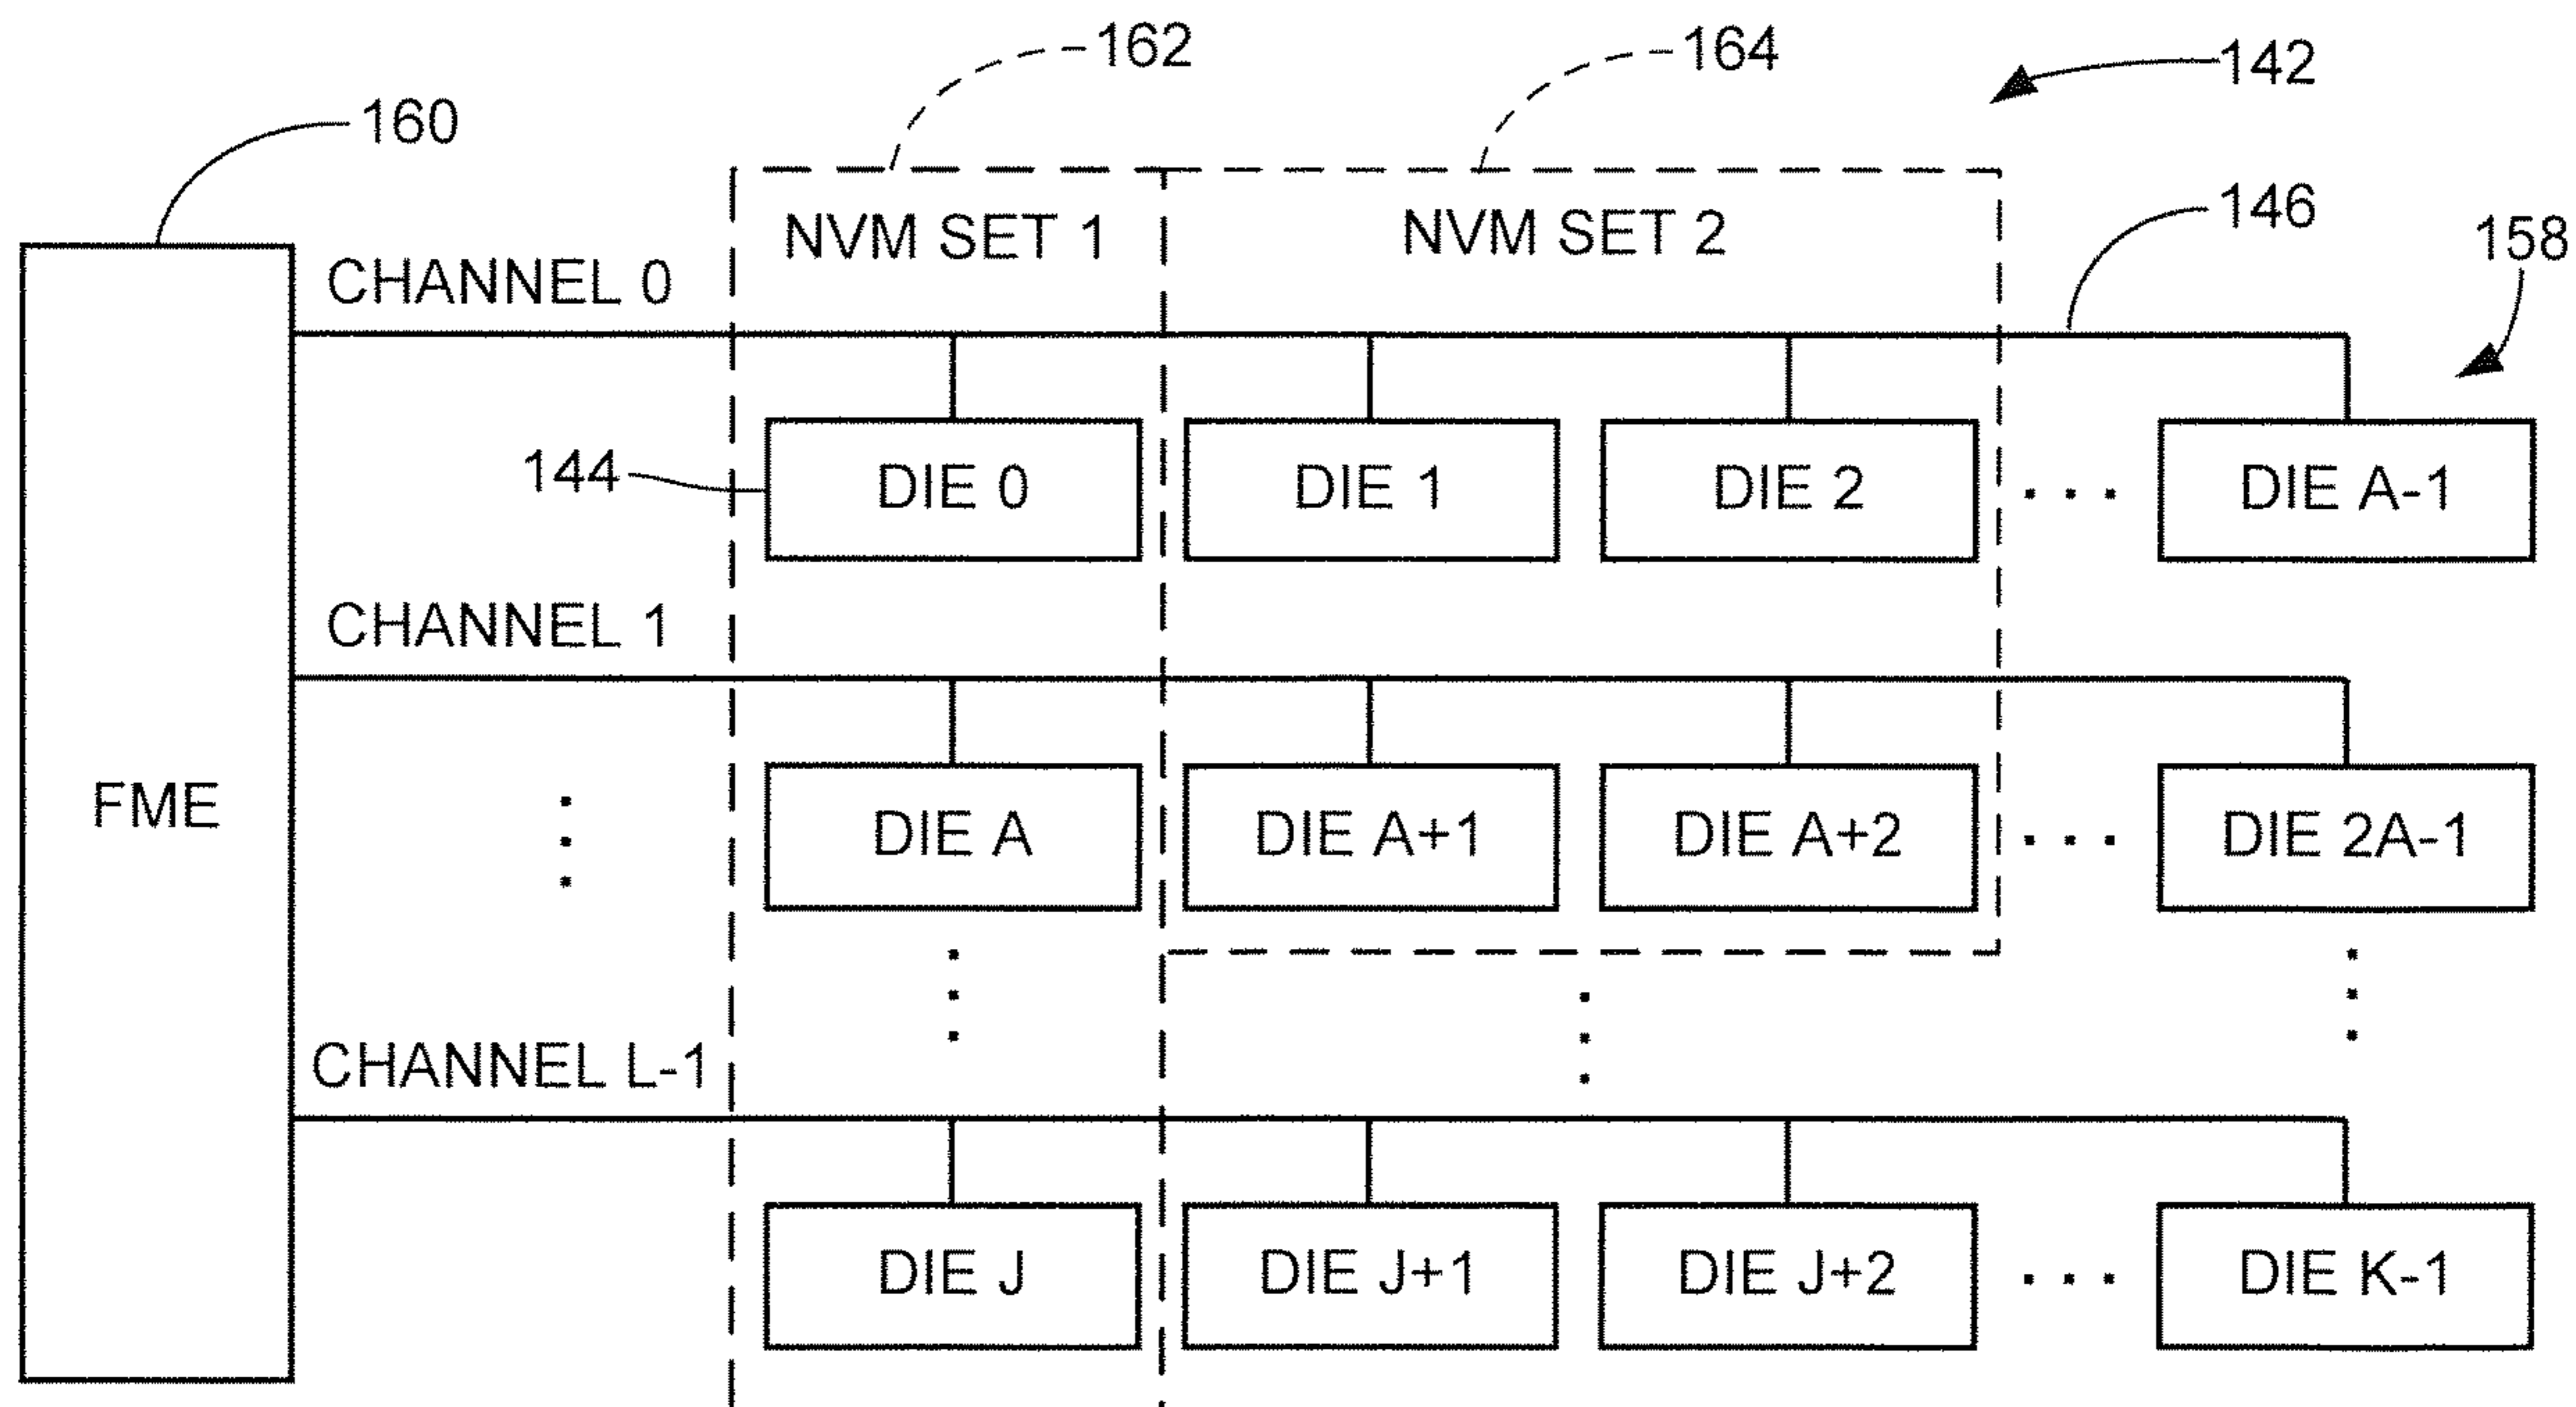 162
164
142
160
NVM SET 1
NVM SET 2
146
158
CHANNEL 0
144
DIE 0
DIE 1
DIE 2
. . .
DIE A-1
CHANNEL 1
FME
DIE A
DIE A+1
DIE A+2
. . .
DIE 2A-1
CHANNEL L-1
DIE J
DIE J+1
DIE J+2
. . .
DIE K-1